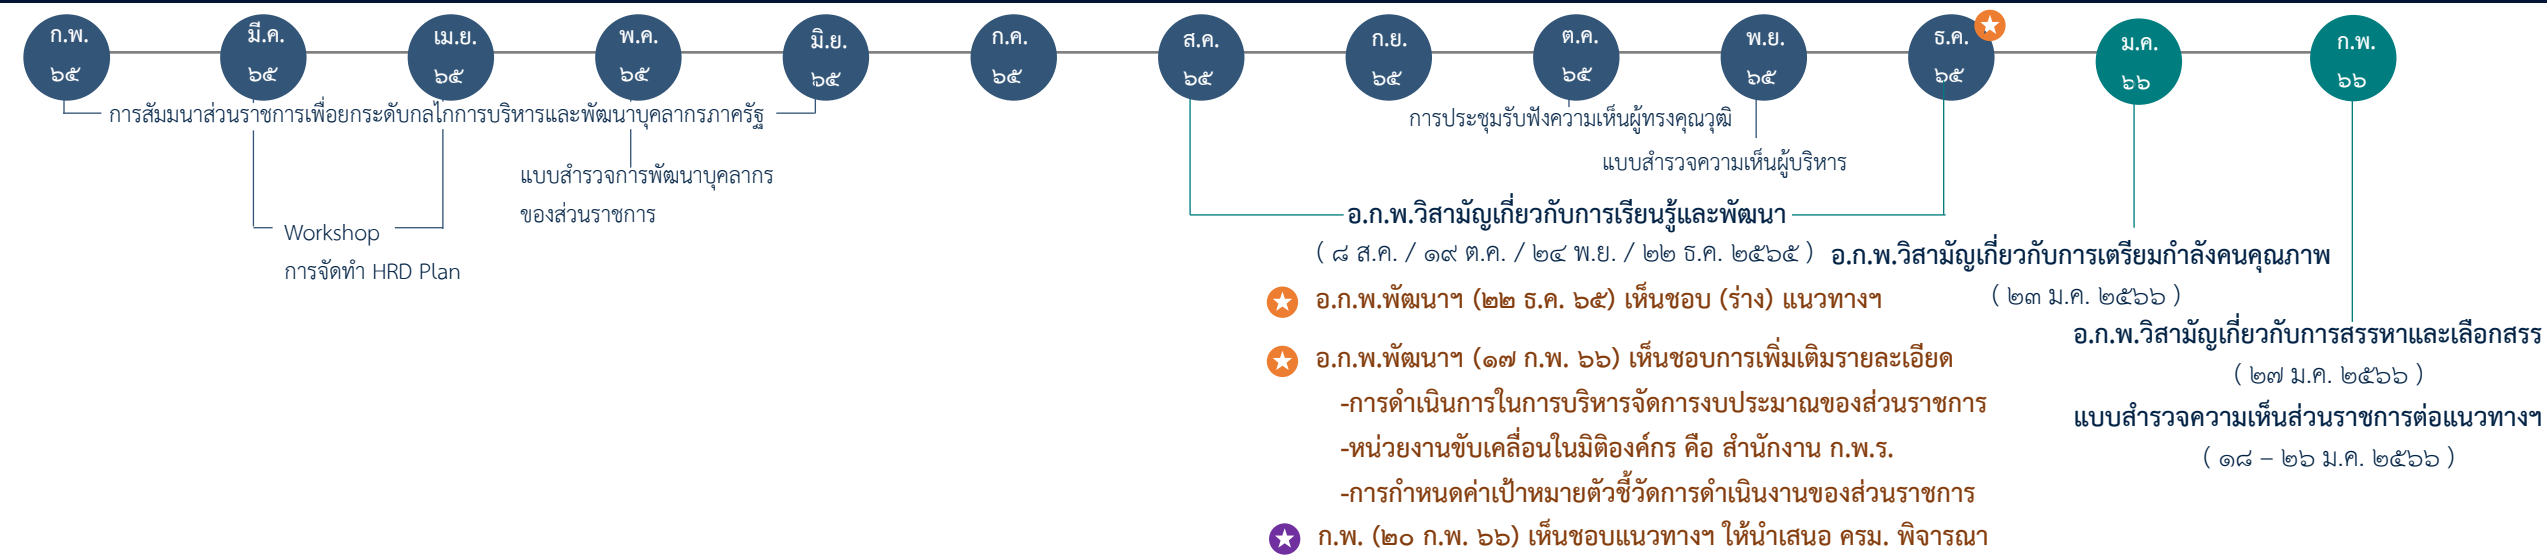 ก.พ.
๖๕
มี.ค.
๖๕
เม.ย.
๖๕
พ.ค.
๖๕
มิ.ย.
๖๕
ก.ค.
๖๕
ส.ค.
๖๕
ก.ย.
๖๕
ต.ค.
๖๕
พ.ย.
๖๕
ธ.ค.
๖๕
ม.ค.
๖๖
ก.พ.
๖๖
การสัมมนาส่วนราชการเพื่อยกระดับกลไกการบริหารและพัฒนาบุคลากรภาครัฐ
แบบสำรวจการพัฒนาบุคลากร
ของส่วนราชการ
Workshop
การจัดทำ HRD Plan
การประชุมรับฟังความเห็นผู้ทรงคุณวุฒิ
แบบสำรวจความเห็นผู้บริหาร
อ.ก.พ.วิสามัญเกี่ยวกับการเรียนรู้และพัฒนา
( ๘ ส.ค. / ๑๙ ต.ค. / ๒๔ พ.ย. / ๒๒ ธ.ค. ๒๕๖๕ )
อ.ก.พ.วิสามัญเกี่ยวกับการเตรียมกำลังคนคุณภาพ
( ๒๓ ม.ค. ๒๕๖๖ )
อ.ก.พ.วิสามัญเกี่ยวกับการสรรหาและเลือกสรร
( ๒๗ ม.ค. ๒๕๖๖ )
แบบสำรวจความเห็นส่วนราชการต่อแนวทางฯ
( ๑๘ – ๒๖ ม.ค. ๒๕๖๖ )
อ.ก.พ.พัฒนาฯ (๒๒ ธ.ค. ๖๕) เห็นชอบ (ร่าง) แนวทางฯ
อ.ก.พ.พัฒนาฯ (๑๗ ก.พ. ๖๖) เห็นชอบการเพิ่มเติมรายละเอียด
-การดำเนินการในการบริหารจัดการงบประมาณของส่วนราชการ
-หน่วยงานขับเคลื่อนในมิติองค์กร คือ สำนักงาน ก.พ.ร.
-การกำหนดค่าเป้าหมายตัวชี้วัดการดำเนินงานของส่วนราชการ
ก.พ. (๒๐ ก.พ. ๖๖) เห็นชอบแนวทางฯ ให้นำเสนอ ครม. พิจารณา